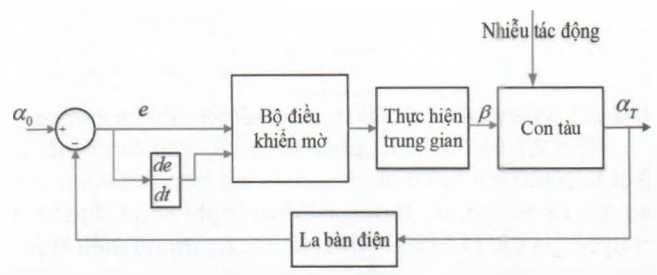 Nhiễu tác động
α₀
+
−
e
de
dt
Bộ điều
khiển mờ
Thực hiện
trung gian
β
Con tàu
α_T
La bàn điện